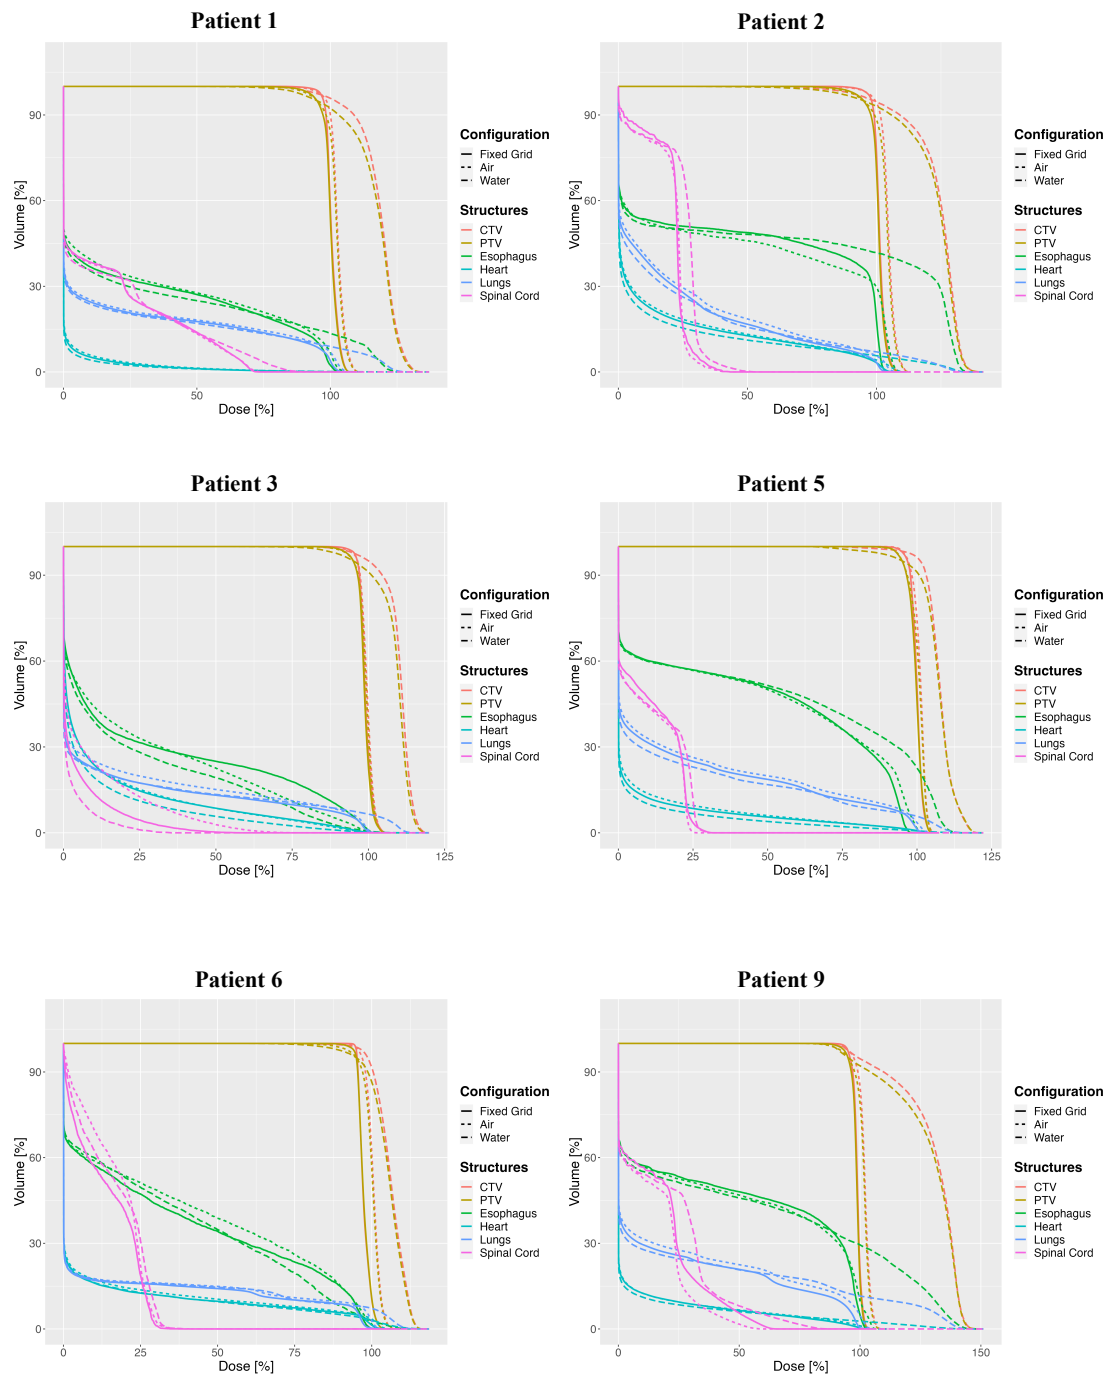 Patient 1
Volume [%]
90
60
30
0
0
50
100
Dose [%]
Configuration
Fixed Grid
Air
Water
Structures
CTV
PTV
Esophagus
Heart
Lungs
Spinal Cord
Patient 2
Volume [%]
90
60
30
0
0
50
100
Dose [%]
Configuration
Fixed Grid
Air
Water
Structures
CTV
PTV
Esophagus
Heart
Lungs
Spinal Cord
Patient 3
Volume [%]
90
60
30
0
0
25
50
75
100
125
Dose [%]
Configuration
Fixed Grid
Air
Water
Structures
CTV
PTV
Esophagus
Heart
Lungs
Spinal Cord
Patient 5
Volume [%]
90
60
30
0
0
25
50
75
100
125
Dose [%]
Configuration
Fixed Grid
Air
Water
Structures
CTV
PTV
Esophagus
Heart
Lungs
Spinal Cord
Patient 6
Volume [%]
90
60
30
0
0
25
50
75
100
Dose [%]
Configuration
Fixed Grid
Air
Water
Structures
CTV
PTV
Esophagus
Heart
Lungs
Spinal Cord
Patient 9
Volume [%]
90
60
30
0
0
50
100
150
Dose [%]
Configuration
Fixed Grid
Air
Water
Structures
CTV
PTV
Esophagus
Heart
Lungs
Spinal Cord